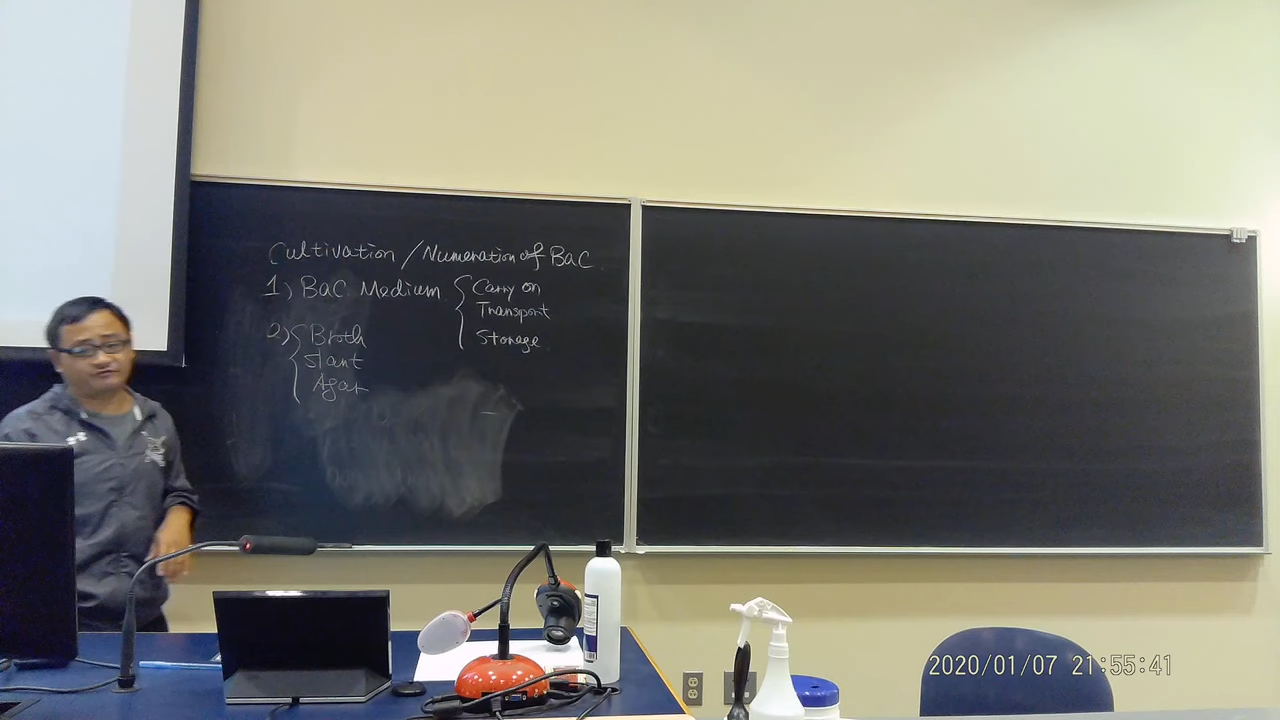 Cultivation / Numeration of Bac
1) Bac Medium { Carry on
Transport
Storage
2) { Broth
Slant
Agar
2020/01/07 21:55:41